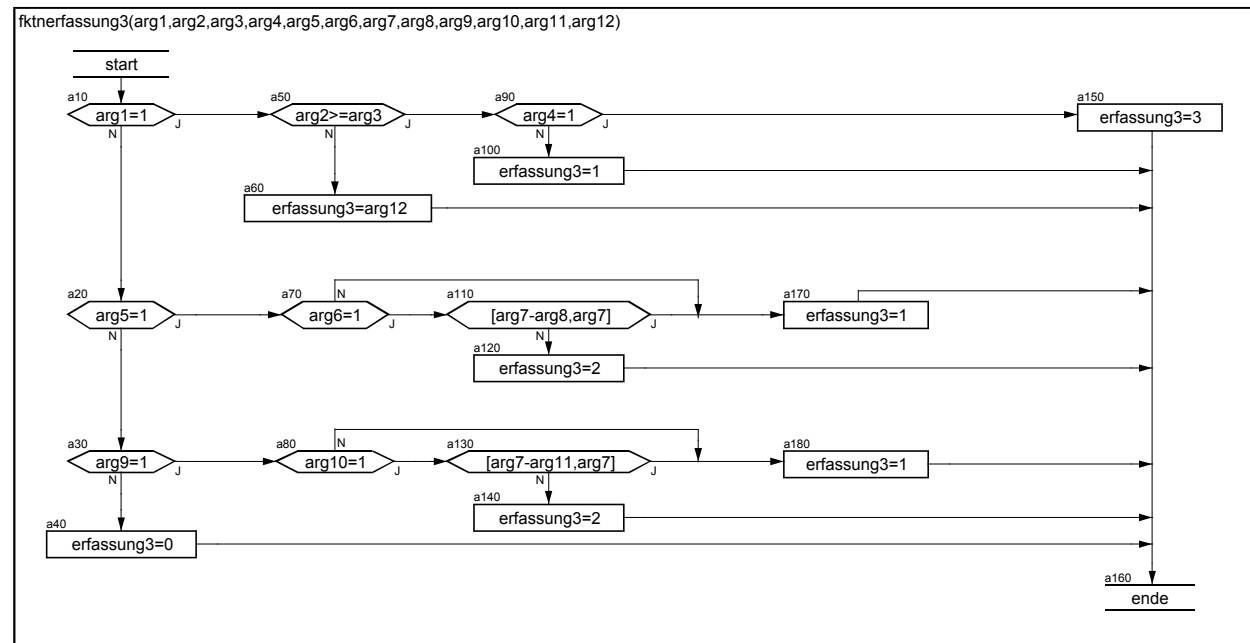 fktnerfassung3(arg1,arg2,arg3,arg4,arg5,arg6,arg7,arg8,arg9,arg10,arg11,arg12)
start
a10
arg1=1
J
N
a50
arg2>=arg3
J
N
a90
arg4=1
J
N
a150
erfassung3=3
a100
erfassung3=1
a60
erfassung3=arg12
a20
arg5=1
J
N
a70
N
arg6=1
J
a110
[arg7-arg8,arg7]
J
N
a170
erfassung3=1
a120
erfassung3=2
a30
arg9=1
J
N
a80
N
arg10=1
J
a130
[arg7-arg11,arg7]
J
N
a180
erfassung3=1
a140
erfassung3=2
a40
erfassung3=0
a160
ende